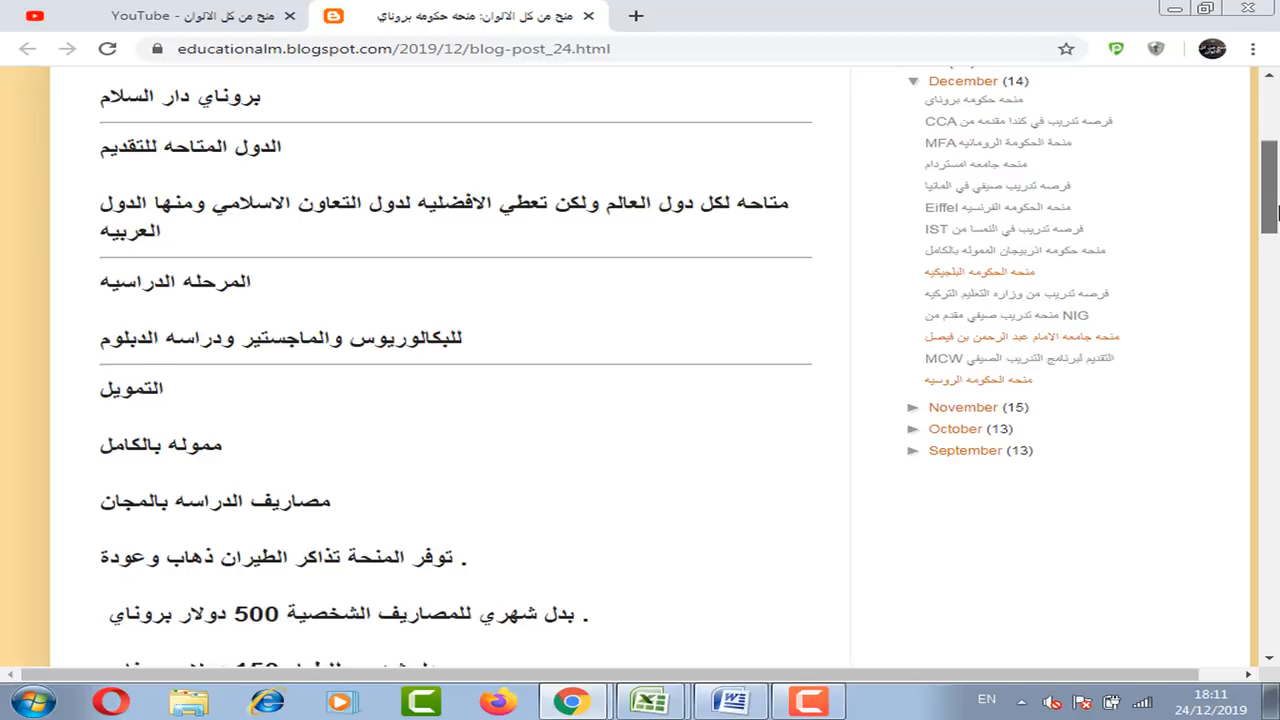 منح من كل الالوان - YouTube
منح من كل الالوان: منحه حكومه بروناي
educationalm.blogspot.com/2019/12/blog-post_24.html
بروناي دار السلام
الدول المتاحه للتقديم
متاحه لكل دول العالم ولكن تعطي الافضليه لدول التعاون الاسلامي ومنها الدول
العربيه
المرحله الدراسيه
للبكالوريوس والماجستير ودراسه الدبلوم
التمويل
مموله بالكامل
مصاريف الدراسه بالمجان
توفر المنحة تذاكر الطيران ذهاب وعودة .
بدل شهري للمصاريف الشخصية 500 دولار بروناي .
December (14)
منحه حكومه بروناي
فرصه تدريب في كندا مقدمه من CCA
منحة الحكومة الرومانيه MFA
منحه جامعه امستردام
فرصه تدريب صيفي في المانيا
منحه الحكومه الفرنسيه Eiffel
فرصه تدريب في النمسا من IST
منحه حكومه اذربيجان المموله بالكامل
منحه الحكومه البلجيكيه
فرصه تدريب من وزاره التعليم التركيه
منحه تدريب صيفي مقدم من NIG
منحه جامعه الامام عبد الرحمن بن فيصل
التقديم لبرنامج التدريب الصيفي MCW
منحه الحكومه الروسيه
November (15)
October (13)
September (13)
EN
18:11
24/12/2019